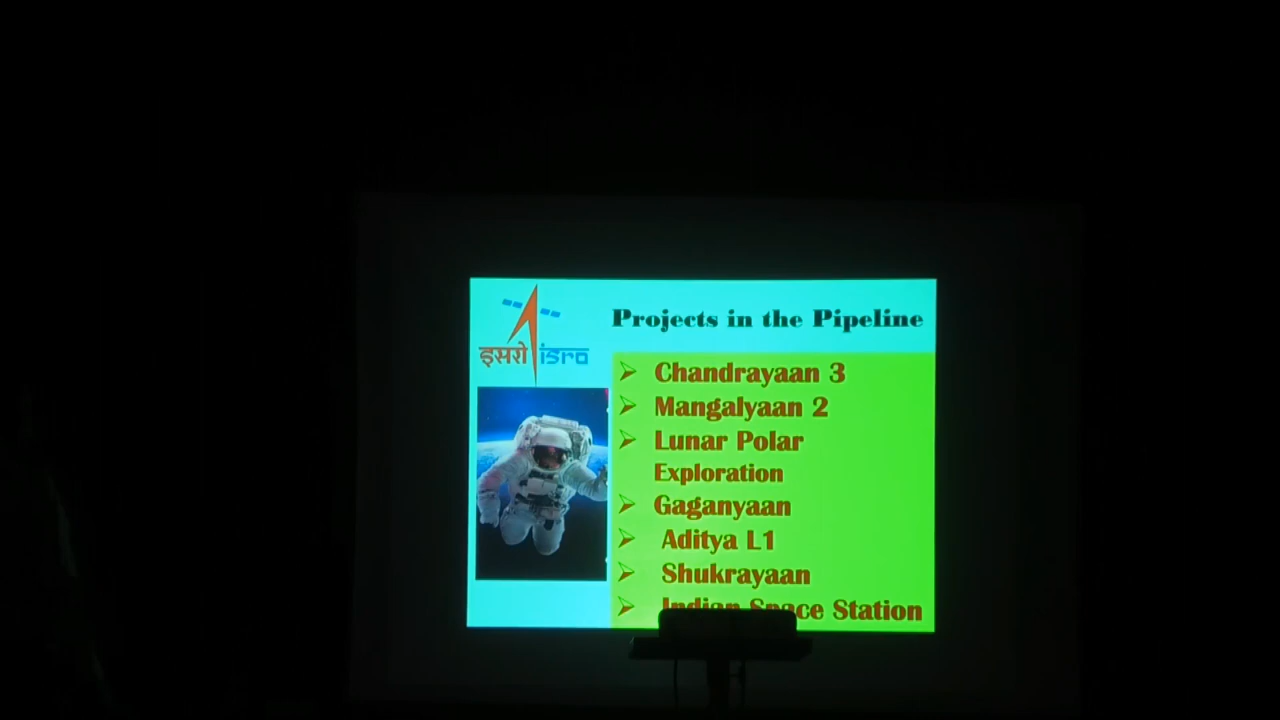 इसरो isro
Projects in the Pipeline
Chandrayaan 3
Mangalyaan 2
Lunar Polar
Exploration
Gaganyaan
Aditya L1
Shukrayaan
Indian Space Station